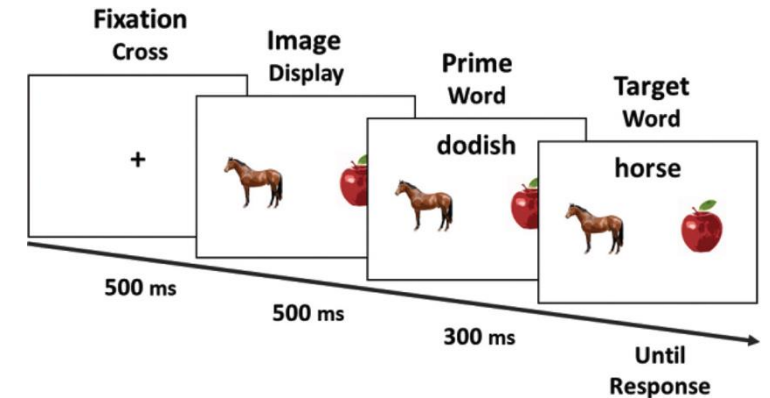 Fixation
Cross
Image
Display
Prime
Word
Target
Word
+
dodish
horse
500 ms
500 ms
300 ms
Until
Response